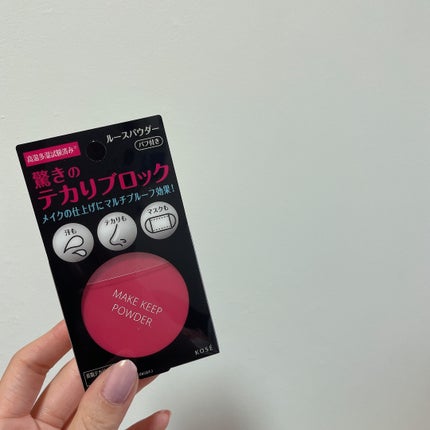 高温多湿試験済み*
ルースパウダー
パフ付き
驚きの
テカリブロック
メイクの仕上げにマルチプルーフ効果!
汗も
テカリも
マスクも
MAKE KEEP
POWDER
KOSÉ